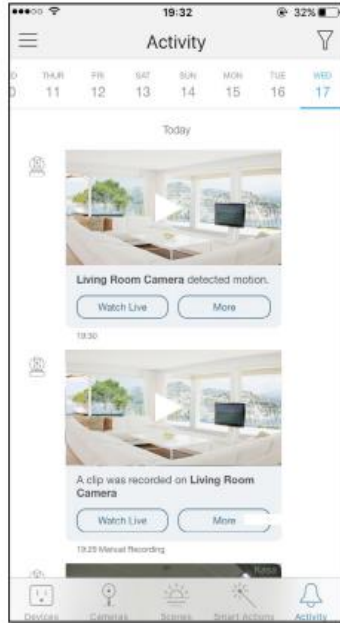 19:32
32%
Activity
THUR FRI SAT SUN MON TUE WED
11 12 13 14 15 16 17
Today
Living Room Camera detected motion.
Watch Live More
19:30
A clip was recorded on Living Room
Camera
Watch Live More
19:29 Manual Recording
Kasa
Devices Cameras Scenes Smart Actions Activity